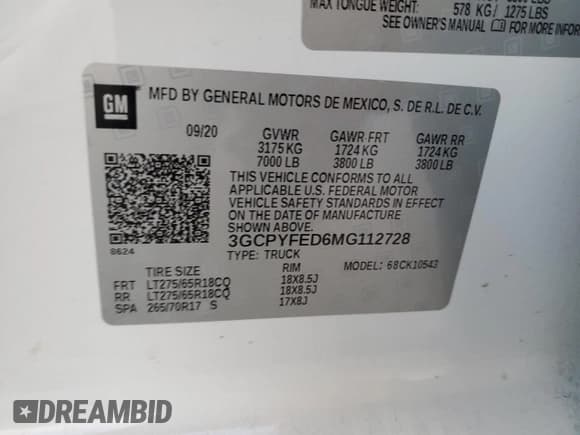 MAX TONGUE WEIGHT: 578 KG / 1275 LBS
SEE OWNER'S MANUAL FOR MORE INFOR
GM
MFD BY GENERAL MOTORS DE MEXICO, S. DE R.L. DE C.V.
09/20 GVWR GAWR FRT GAWR RR
3175 KG 1724 KG 1724 KG
7000 LB 3800 LB 3800 LB
THIS VEHICLE CONFORMS TO ALL
APPLICABLE U.S. FEDERAL MOTOR
VEHICLE SAFETY STANDARDS IN EFFECT
ON THE DATE OF MANUFACTURE SHOWN ABOVE.
3GCPYFED6MG112728
8624
TYPE: TRUCK MODEL: 68CK10543
TIRE SIZE RIM
FRT LT275/65R18CQ 18X8.5J
RR LT275/65R18CQ 18X8.5J
SPA 265/70R17 S 17X8J
DREAMBID